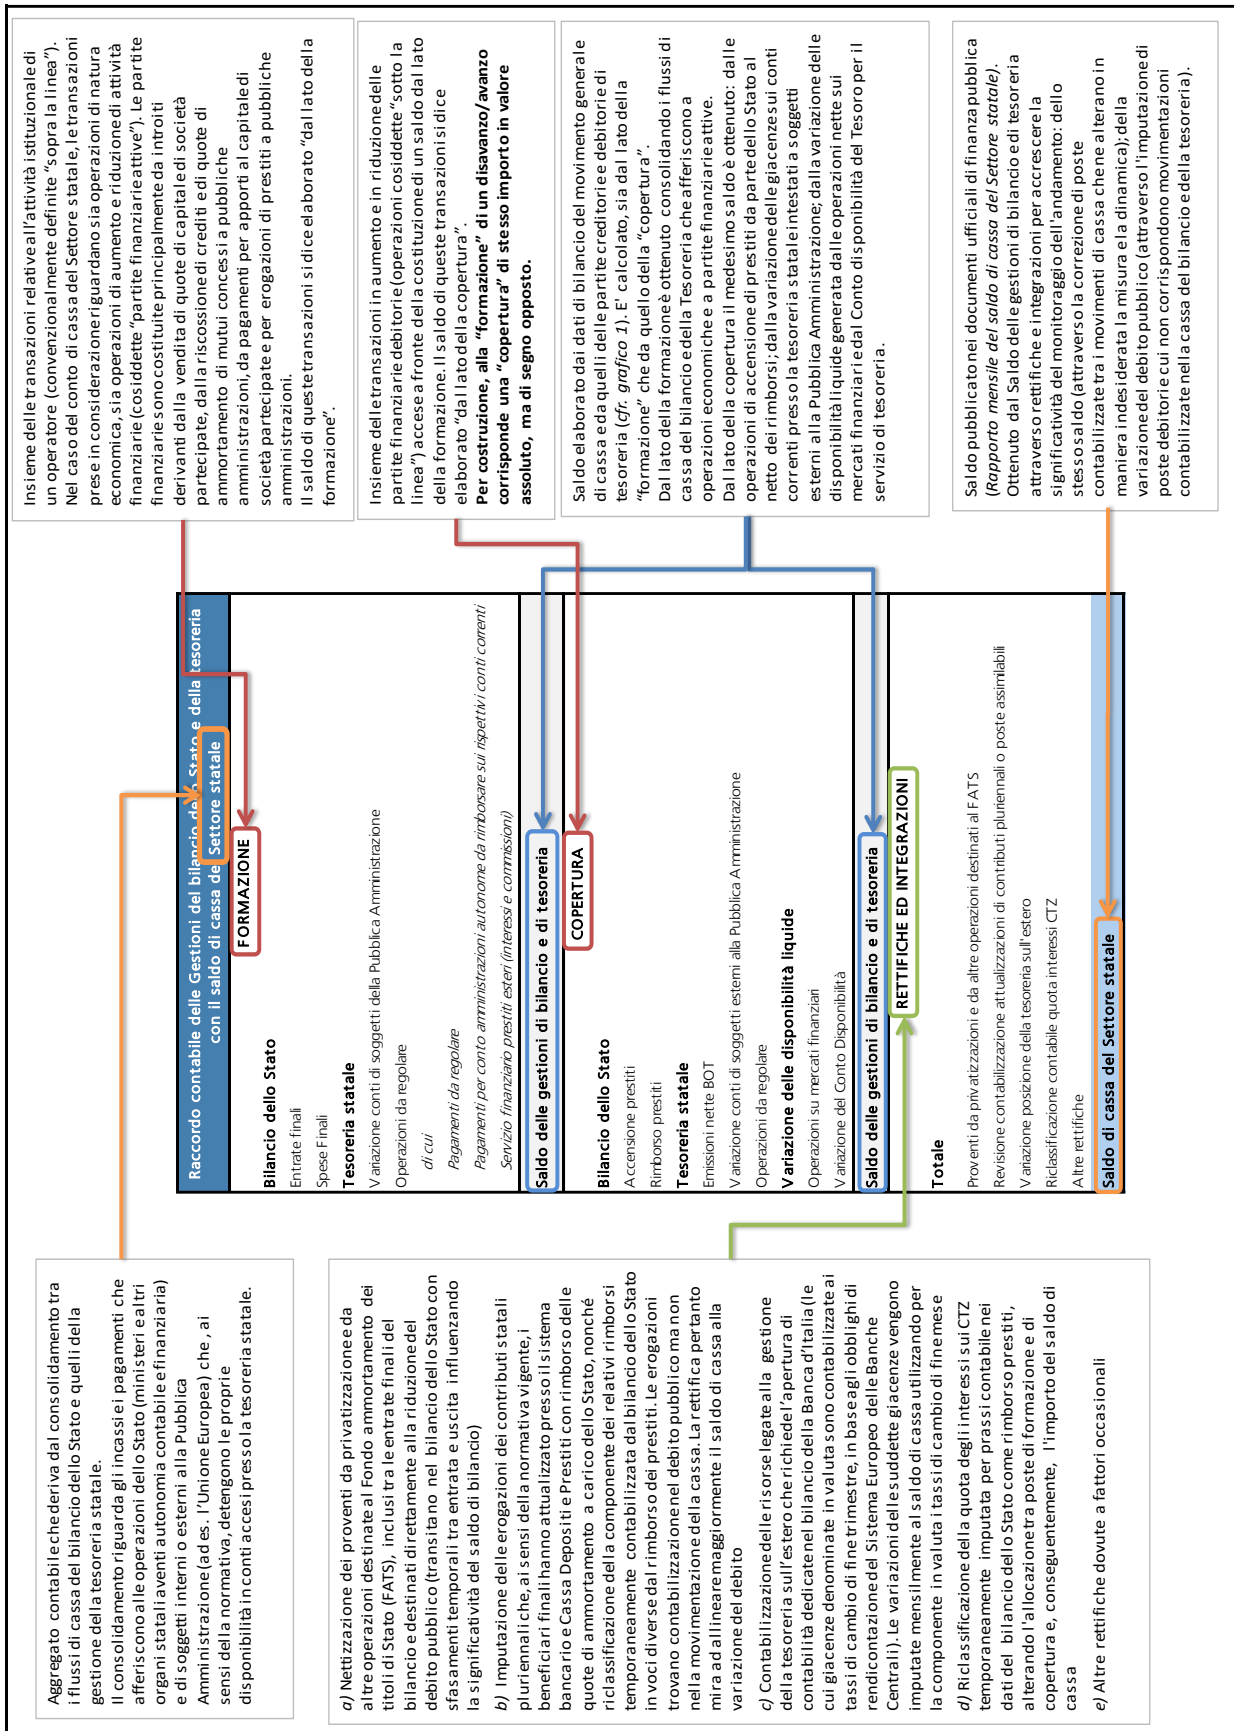 Aggregato contabile che deriva dal consolidamento tra
i flussi di cassa del bilancio dello Stato e quelli della
gestione della tesoreria statale.
Il consolidamento riguarda gli incassi e i pagamenti che
afferiscono alle operazioni dello Stato (ministeri e altri
organi statali aventi autonomia contabile e finanziaria)
e di soggetti interni o esterni alla Pubblica
Amministrazione (ad es. l'Unione Europea) che , ai
sensi della normativa, detengono le proprie
disponibilità in conti accesi presso la tesoreria statale.
a) Nettizzazione dei proventi da privatizzazione e da
altre operazioni destinate al Fondo ammortamento dei
titoli di Stato (FATS), inclusi tra le entrate finali del
bilancio e destinati direttamente alla riduzione del
debito pubblico (transitano nel bilancio dello Stato con
sfasamenti temporali tra entrata e uscita influenzando
la significatività del saldo di bilancio)
b) Imputazione delle erogazioni dei contributi statali
pluriennali che, ai sensi della normativa vigente, i
beneficiari finali hanno attualizzato presso il sistema
bancario e Cassa Depositi e Prestiti con rimborso delle
quote di ammortamento a carico dello Stato, nonché
riclassificazione della componente dei relativi rimborsi
temporaneamente contabilizzata dal bilancio dello Stato
in voci diverse dal rimborso dei prestiti. Le erogazioni
trovano contabilizzazione nel debito pubblico ma non
nella movimentazione della cassa. La rettifica pertanto
mira ad allineare maggiormente il saldo di cassa alla
variazione del debito
c) Contabilizzazione delle risorse legate alla gestione
della tesoreria sull'estero che richiede l'apertura di
contabilità dedicate nel bilancio della Banca d'Italia (le
cui giacenze denominate in valuta sono contabilizzate ai
tassi di cambio di fine trimestre, in base agli obblighi di
rendicontazione del Sistema Europeo delle Banche
Centrali). Le variazioni delle suddette giacenze vengono
imputate mensilmente al saldo di cassa utilizzando per
la componente in valuta i tassi di cambio di fine mese
d) Riclassificazione della quota degli interessi sui CTZ
temporaneamente imputata per prassi contabile nei
dati del bilancio dello Stato come rimborso prestiti,
alterando l'allocazione tra poste di formazione e di
copertura e, conseguentemente, l'importo del saldo di
cassa
e) Altre rettifiche dovute a fattori occasionali
Raccordo contabile delle Gestioni del bilancio dello Stato e della tesoreria
con il saldo di cassa del Settore statale
FORMAZIONE
Bilancio dello Stato
Entrate finali
Spese Finali
Tesoreria statale
Variazione conti di soggetti della Pubblica Amministrazione
Operazioni da regolare
di cui
Pagamenti da regolare
Pagamenti per conto amministrazioni autonome da rimborsare sui rispettivi conti correnti
Servizio finanziario prestiti esteri (interessi e commissioni)
Saldo delle gestioni di bilancio e di tesoreria
COPERTURA
Bilancio dello Stato
Accensione prestiti
Rimborso prestiti
Tesoreria statale
Emissioni nette BOT
Variazione conti di soggetti esterni alla Pubblica Amministrazione
Operazioni da regolare
Variazione delle disponibilità liquide
Operazioni su mercati finanziari
Variazione del Conto Disponibilità
Saldo delle gestioni di bilancio e di tesoreria
RETTIFICHE ED INTEGRAZIONI
Totale
Proventi da privatizzazioni e da altre operazioni destinati al FATS
Revisione contabilizzazione attualizzazioni di contributi pluriennali o poste assimilabili
Variazione posizione della tesoreria sull'estero
Riclassificazione contabile quota interessi CTZ
Altre rettifiche
Saldo di cassa del Settore statale
Insieme delle transazioni relative all'attività istituzionale di
un operatore (convenzionalmente definite “sopra la linea”).
Nel caso del conto di cassa del Settore statale, le transazioni
prese in considerazione riguardano sia operazioni di natura
economica, sia operazioni di aumento e riduzione di attività
finanziarie (cosiddette “partite finanziarie attive”). Le partite
finanziarie sono costituite principalmente da introiti
derivanti dalla vendita di quote di capitale di società
partecipate, dalla riscossione di crediti e di quote di
ammortamento di mutui concessi a pubbliche
amministrazioni, da pagamenti per apporti al capitale di
società partecipate e per erogazioni di prestiti a pubbliche
amministrazioni.
Il saldo di queste transazioni si dice elaborato “dal lato della
formazione”.
Insieme delle transazioni in aumento e in riduzione delle
partite finanziarie debitorie (operazioni cosiddette “sotto la
linea”) accese a fronte della costituzione di un saldo dal lato
della formazione. Il saldo di queste transazioni si dice
elaborato “dal lato della copertura”.
Per costruzione, alla “formazione” di un disavanzo/avanzo
corrisponde una “copertura” di stesso importo in valore
assoluto, ma di segno opposto.
Saldo elaborato dai dati di bilancio del movimento generale
di cassa e da quelli delle partite creditorie e debitorie di
tesoreria (cfr. grafico 1). E' calcolato, sia dal lato della
“formazione” che da quello della “copertura”.
Dal lato della formazione è ottenuto consolidando i flussi di
cassa del bilancio e della Tesoreria che afferiscono a
operazioni economiche e a partite finanziarie attive.
Dal lato della copertura il medesimo saldo è ottenuto: dalle
operazioni di accensione di prestiti da parte dello Stato al
netto dei rimborsi; dalla variazione delle giacenze sui conti
correnti presso la tesoreria statale intestati a soggetti
esterni alla Pubblica Amministrazione; dalla variazione delle
disponibilità liquide generata dalle operazioni nette sui
mercati finanziari e dal Conto disponibilità del Tesoro per il
servizio di tesoreria.
Saldo pubblicato nei documenti ufficiali di finanza pubblica
(Rapporto mensile del saldo di cassa del Settore statale).
Ottenuto dal Saldo delle gestioni di bilancio e di tesoreria
attraverso rettifiche e integrazioni per accrescere la
significatività del monitoraggio dell'andamento: dello
stesso saldo (attraverso la correzione di poste
contabilizzate tra i movimenti di cassa che ne alterano in
maniera indesiderata la misura e la dinamica); della
variazione del debito pubblico (attraverso l'imputazione di
poste debitorie cui non corrispondono movimentazioni
contabilizzate nella cassa del bilancio e della tesoreria).